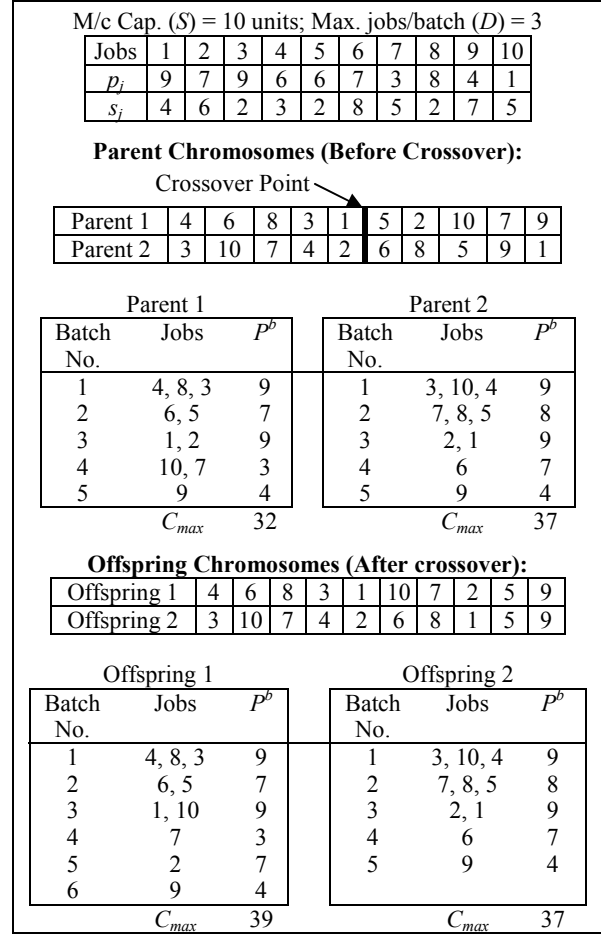 M/c Cap. (S) = 10 units; Max. jobs/batch (D) = 3
Jobs 1 2 3 4 5 6 7 8 9 10
pj 9 7 9 6 6 7 3 8 4 1
sj 4 6 2 3 2 8 5 2 7 5
Parent Chromosomes (Before Crossover):
Crossover Point
Parent 1 4 6 8 3 1 5 2 10 7 9
Parent 2 3 10 7 4 2 6 8 5 9 1
Parent 1 Parent 2
Batch Jobs P^b Batch Jobs P^b
No. No.
1 4, 8, 3 9 1 3, 10, 4 9
2 6, 5 7 2 7, 8, 5 8
3 1, 2 9 3 2, 1 9
4 10, 7 3 4 6 7
5 9 4 5 9 4
Cmax 32 Cmax 37
Offspring Chromosomes (After crossover):
Offspring 1 4 6 8 3 1 10 7 2 5 9
Offspring 2 3 10 7 4 2 6 8 1 5 9
Offspring 1 Offspring 2
Batch Jobs P^b Batch Jobs P^b
No. No.
1 4, 8, 3 9 1 3, 10, 4 9
2 6, 5 7 2 7, 8, 5 8
3 1, 10 9 3 2, 1 9
4 7 3 4 6 7
5 2 7 5 9 4
6 9 4
Cmax 39 Cmax 37